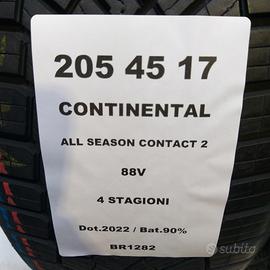 205 45 17
CONTINENTAL
ALL SEASON CONTACT 2
88V
4 STAGIONI
Dot.2022 / Bat.90%
BR1282
subito